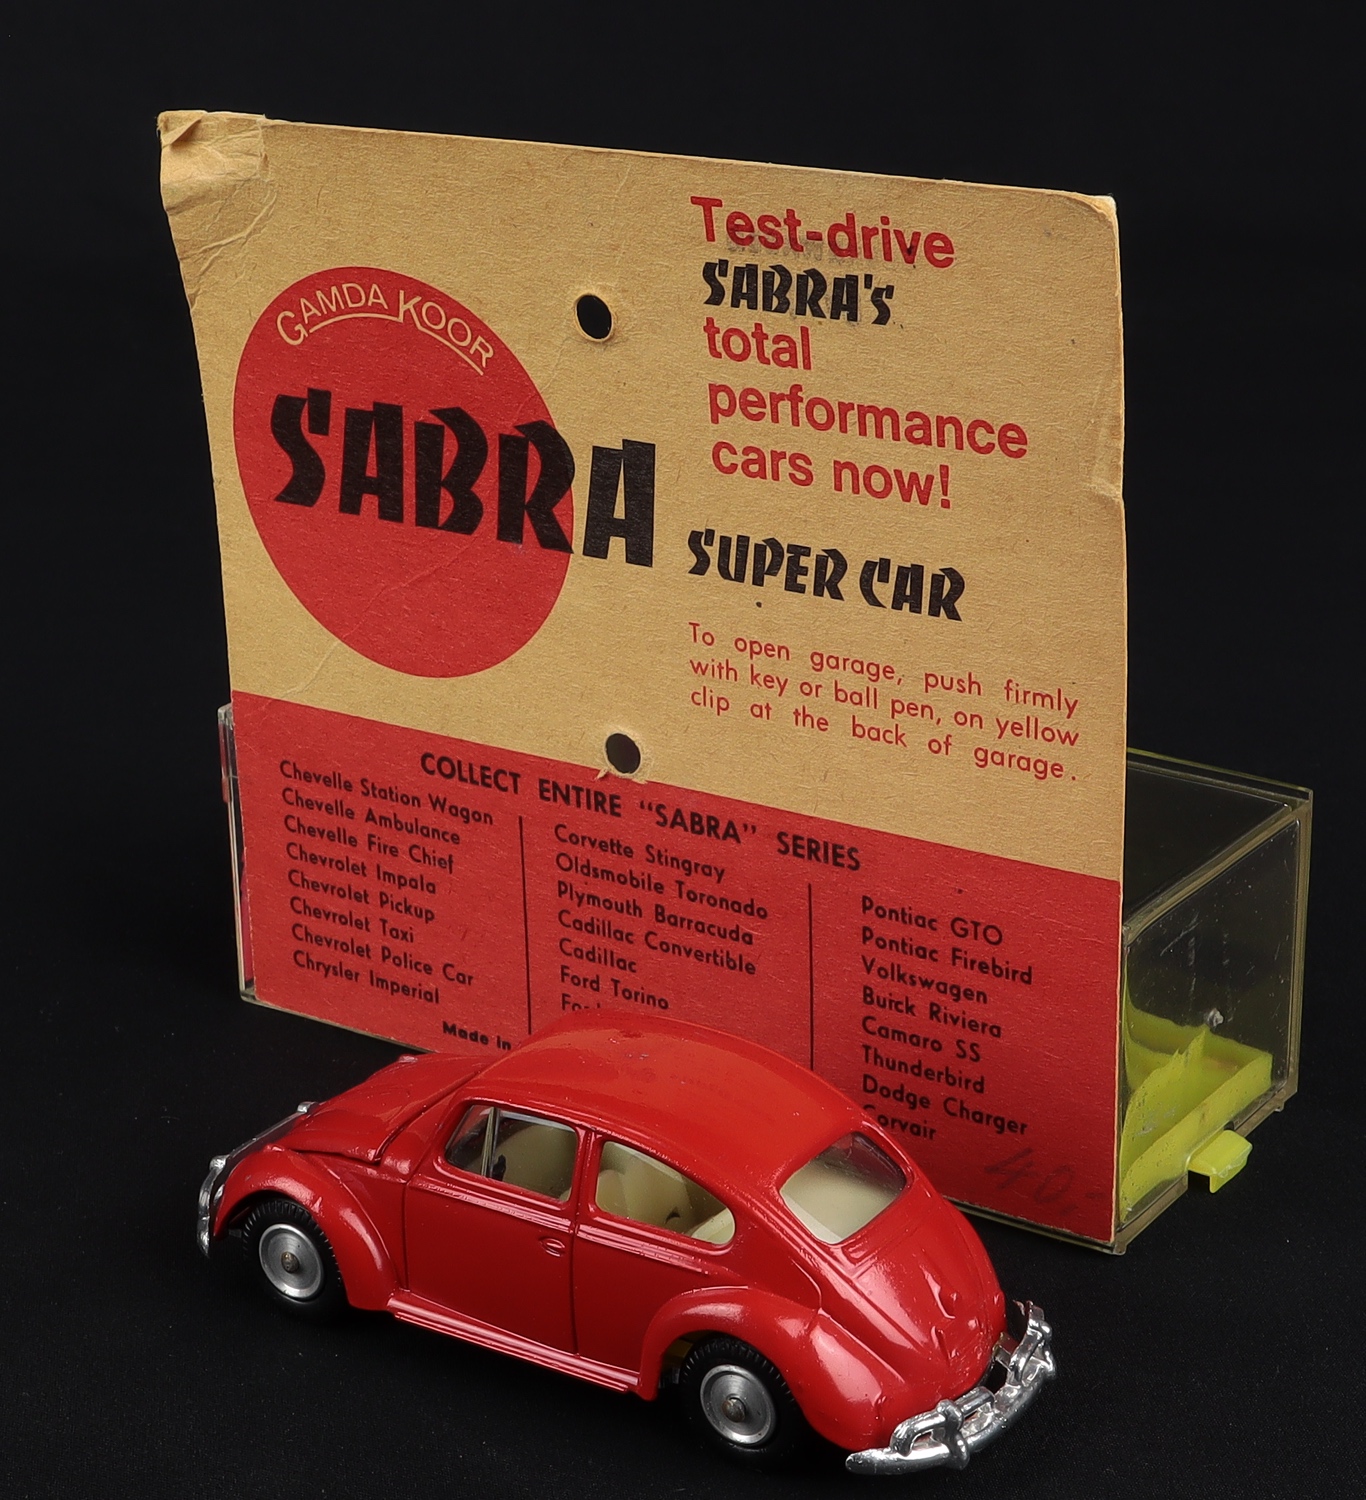 GAMDA KOOR
SABRA
Test-drive
SABRA'S
total
performance
cars now!
SUPER CAR
To open garage, push firmly
with key or ball pen, on yellow
clip at the back of garage.
COLLECT ENTIRE "SABRA" SERIES
Chevelle Station Wagon
Chevelle Ambulance
Chevelle Fire Chief
Chevrolet Impala
Chevrolet Pickup
Chevrolet Taxi
Chevrolet Police Car
Chrysler Imperial
Corvette Stingray
Oldsmobile Toronado
Plymouth Barracuda
Cadillac Convertible
Cadillac
Ford Torino
Pontiac GTO
Pontiac Firebird
Volkswagen
Buick Riviera
Camaro SS
Thunderbird
Dodge Charger
Corvair
Made in
40,-